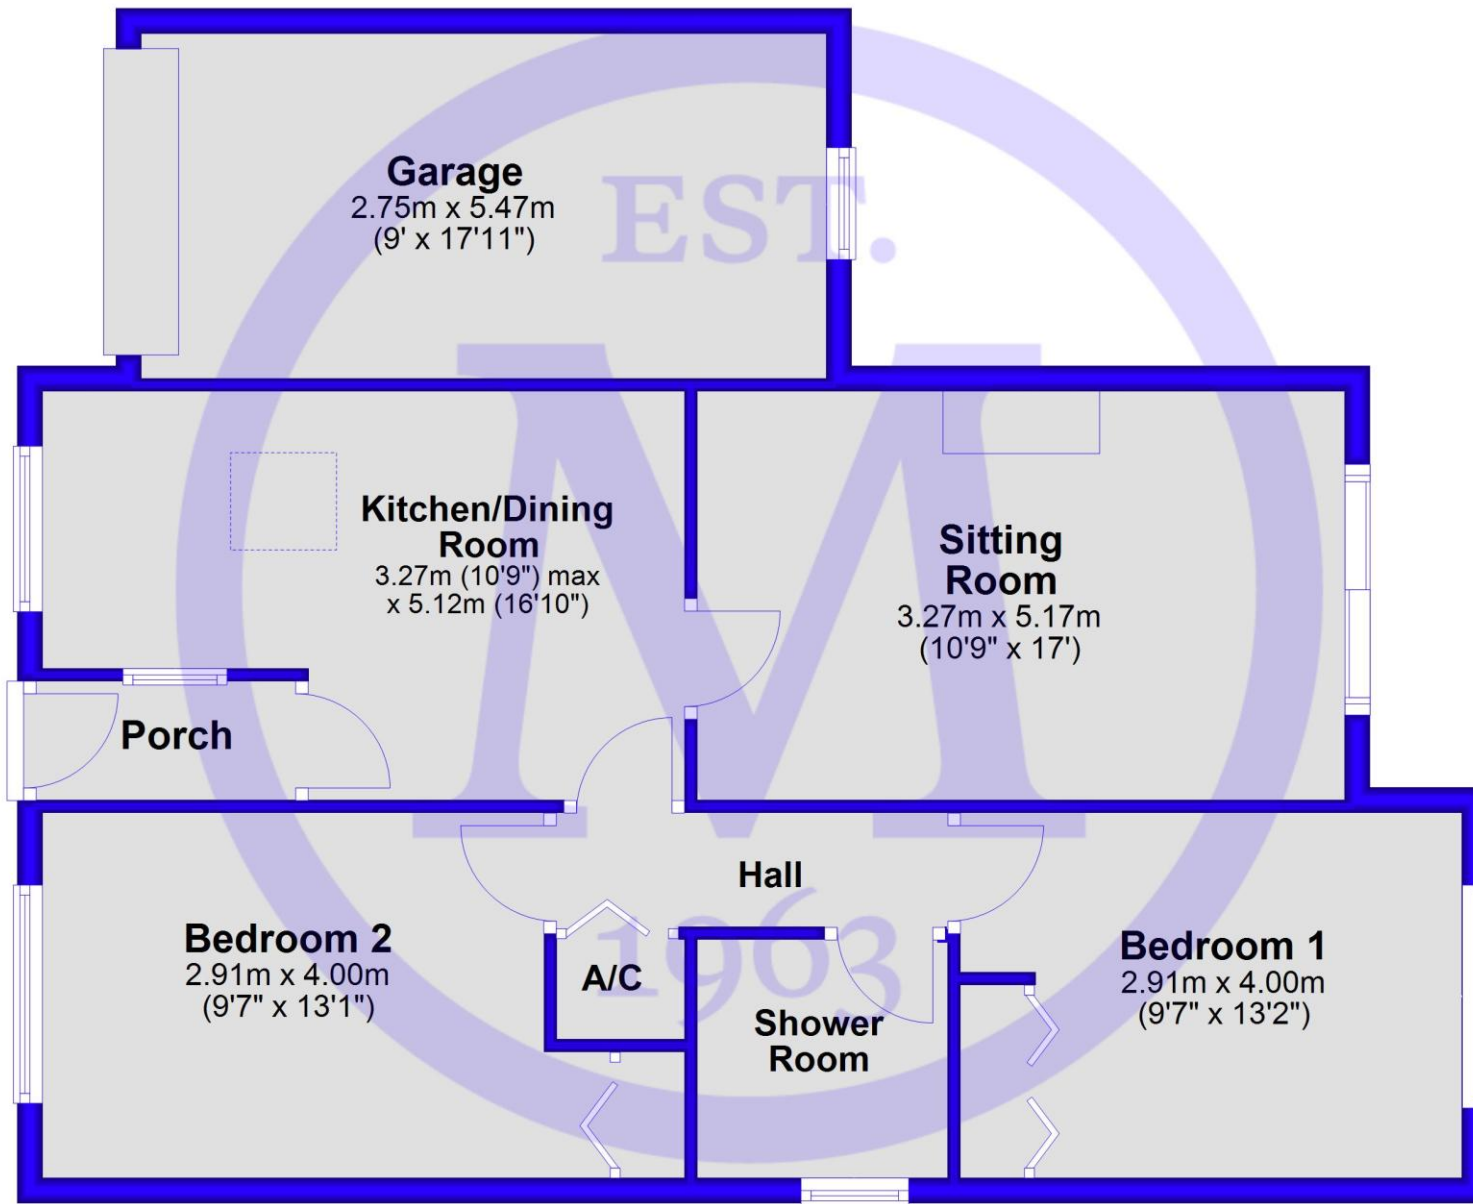 Garage
2.75m x 5.47m
(9' x 17'11")
EST.
Kitchen/Dining
Room
3.27m (10'9") max
x 5.12m (16'10")
Sitting
Room
3.27m x 5.17m
(10'9" x 17')
M
Porch
Hall
Bedroom 2
2.91m x 4.00m
(9'7" x 13'1")
A/C
1963
Shower
Room
Bedroom 1
2.91m x 4.00m
(9'7" x 13'2")